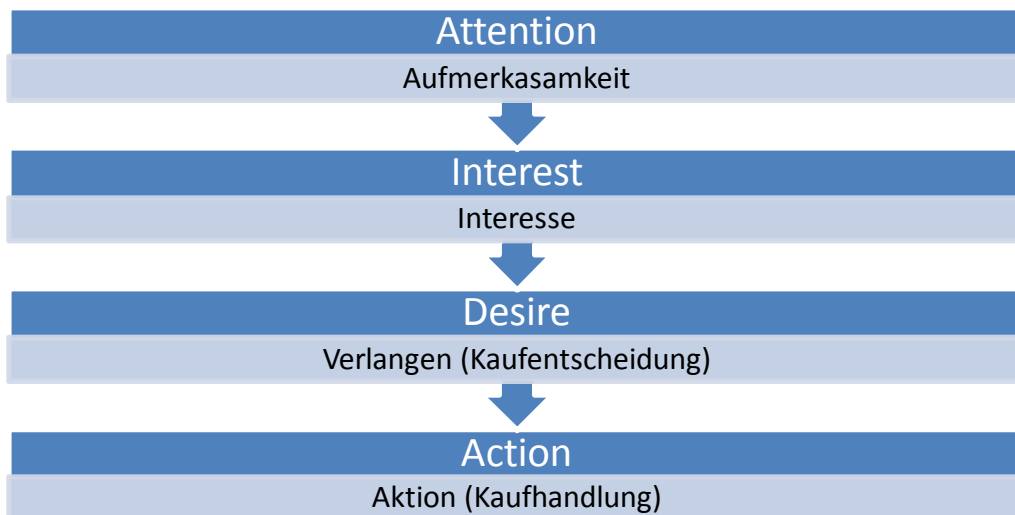 Attention
Aufmerkasamkeit
Interest
Interesse
Desire
Verlangen (Kaufentscheidung)
Action
Aktion (Kaufhandlung)